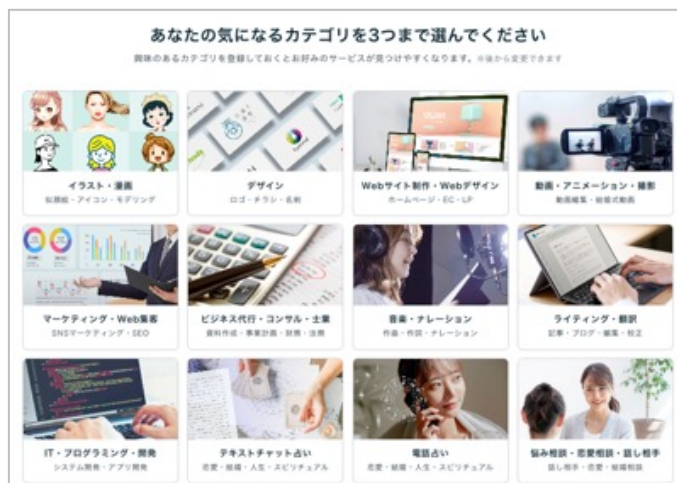 あなたの気になるカテゴリを3つまで選んでください
興味のあるカテゴリを登録しておくとお好みのサービスが見つけやすくなります。※後から変更できます
イラスト・漫画
似顔絵・アイコン・モデリング
デザイン
ロゴ・チラシ・名刺
Webサイト制作・Webデザイン
ホームページ・EC・LP
動画・アニメーション・撮影
動画編集・結婚式動画
マーケティング・Web集客
SNSマーケティング・SEO
ビジネス代行・コンサル・士業
資料作成・事業計画・財務・法務
音楽・ナレーション
作曲・作詞・ナレーション
ライティング・翻訳
記事・ブログ・編集・校正
IT・プログラミング・開発
システム開発・アプリ開発
テキストチャット占い
恋愛・結婚・人生・スピリチュアル
電話占い
恋愛・結婚・人生・スピリチュアル
悩み相談・恋愛相談・話し相手
話し相手・恋愛・結婚相談